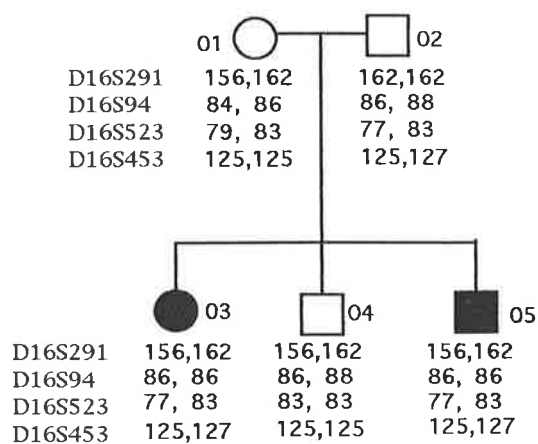 01 02
D16S291 156,162 162,162
D16S94 84, 86 86, 88
D16S523 79, 83 77, 83
D16S453 125,125 125,127
03 04 05
D16S291 156,162 156,162 156,162
D16S94 86, 86 86, 88 86, 86
D16S523 77, 83 83, 83 77, 83
D16S453 125,127 125,125 125,127